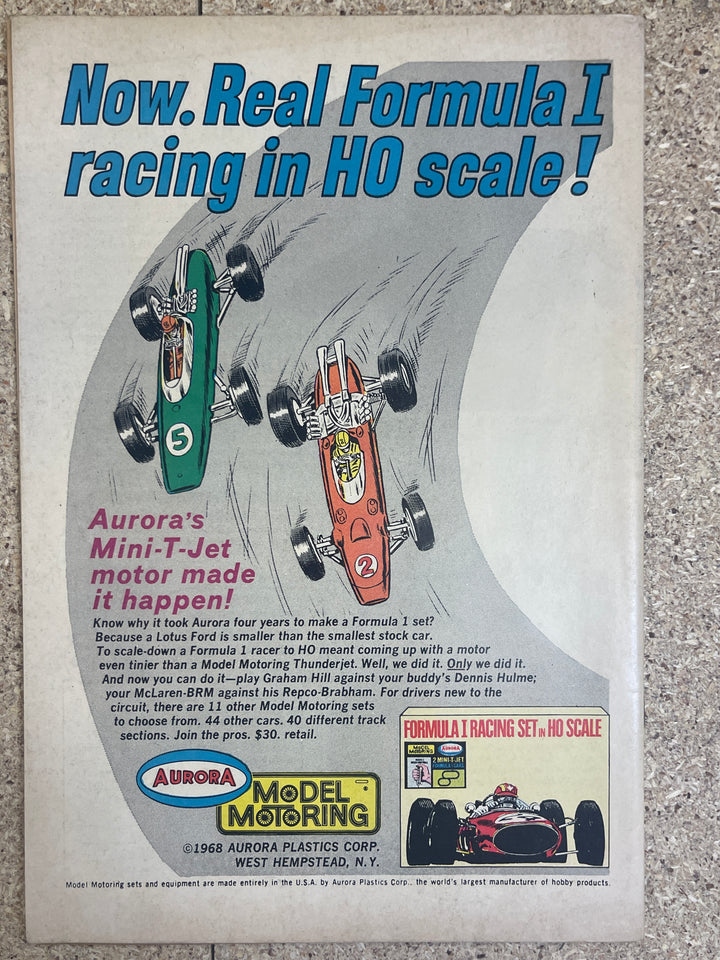 Now. Real Formula I
racing in HO scale!
5
2
Aurora's
Mini-T-Jet
motor made
it happen!
Know why it took Aurora four years to make a Formula 1 set?
Because a Lotus Ford is smaller than the smallest stock car.
To scale-down a Formula 1 racer to HO meant coming up with a motor
even tinier than a Model Motoring Thunderjet. Well, we did it. Only we did it.
And now you can do it—play Graham Hill against your buddy's Dennis Hulme;
your McLaren-BRM against his Repco-Brabham. For drivers new to the
circuit, there are 11 other Model Motoring sets
to choose from. 44 other cars. 40 different track
sections. Join the pros. $30. retail.
FORMULA I RACING SET IN HO SCALE
MODEL
MOTORING
AURORA
2 MINI-T-JET
FORMULA-I CARS
AURORA
MODEL
MOTORING
®
©1968 AURORA PLASTICS CORP.
WEST HEMPSTEAD, N.Y.
Model Motoring sets and equipment are made entirely in the U.S.A. by Aurora Plastics Corp., the world's largest manufacturer of hobby products.